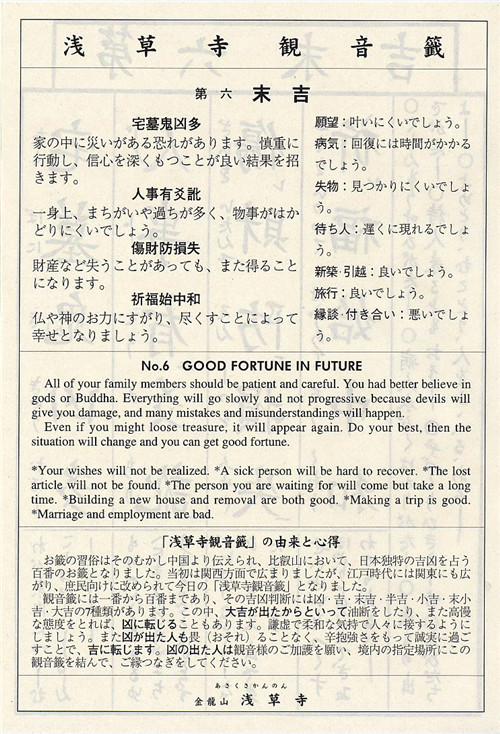 浅草寺観音籤
第六 末吉
宅墓鬼凶多
家の中に災いがある恐れがあります。慎重に
行動し、信心を深くもつことが良い結果を招
きます。
人事有爻訛
一身上、まちがいや過ちが多く、物事がはか
どりにくいでしょう。
傷財防損失
財産など失うことがあっても、また得ること
になります。
祈福始中和
仏や神のお力にすがり、尽くすことによって
幸せとなりましょう。
願望：叶いにくいでしょう。
病気：回復には時間がかかる
でしょう。
失物：見つかりにくいでしょ
う。
待ち人：遅くに現れるでしょ
う。
新築・引越：良いでしょう。
旅行：良いでしょう。
縁談・付き合い：悪いでしょ
う。
No.6 GOOD FORTUNE IN FUTURE
All of your family members should be patient and careful. You had better believe in
gods or Buddha. Everything will go slowly and not progressive because devils will
give you damage, and many mistakes and misunderstandings will happen.
Even if you might loose treasure, it will appear again. Do your best, then the
situation will change and you can get good fortune.
*Your wishes will not be realized. *A sick person will be hard to recover. *The lost
article will not be found. *The person you are waiting for will come but take a long
time. *Building a new house and removal are both good. *Making a trip is good.
*Marriage and employment are bad.
「浅草寺観音籤」の由来と心得
お籤の習俗はそのむかし中国より伝えられ、比叡山において、日本独特の吉凶を占う
百番のお籤となりました。当初は関西方面で広まりましたが、江戸時代には関東にも広
がり、庶民向けに改められて今日の「浅草寺観音籤」となりました。
観音籤には一番から百番まであり、その吉凶判断には凶・吉・末吉・半吉・小吉・末小
吉・大吉の7種類があります。この中、大吉が出たからといって油断をしたり、また高慢
な態度をとれば、凶に転じることもあります。謙虚で柔和な気持で人々に接するように
しましょう。また凶が出た人も畏（おそれ）ることなく、辛抱強さをもって誠実に過ご
すことで、吉に転じます。凶の出た人は観音様のご加護を願い、境内の指定場所にこの
観音籤を結んで、ご縁つなぎをしてください。
あさくさかんのん
金龍山 浅草寺